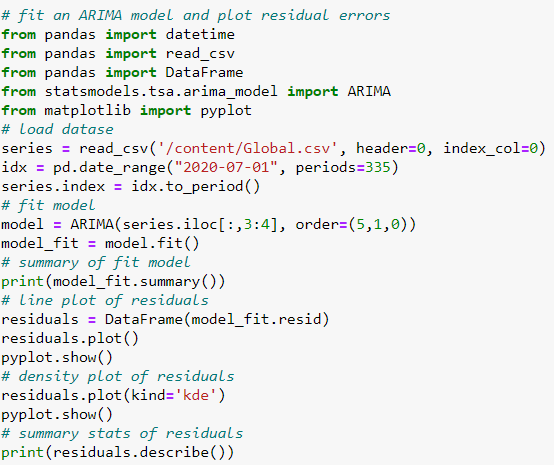 # fit an ARIMA model and plot residual errors
from pandas import datetime
from pandas import read_csv
from pandas import DataFrame
from statsmodels.tsa.arima_model import ARIMA
from matplotlib import pyplot
# load datase
series = read_csv('/content/Global.csv', header=0, index_col=0)
idx = pd.date_range("2020-07-01", periods=335)
series.index = idx.to_period()
# fit model
model = ARIMA(series.iloc[:,3:4], order=(5,1,0))
model_fit = model.fit()
# summary of fit model
print(model_fit.summary())
# line plot of residuals
residuals = DataFrame(model_fit.resid)
residuals.plot()
pyplot.show()
# density plot of residuals
residuals.plot(kind='kde')
pyplot.show()
# summary stats of residuals
print(residuals.describe())